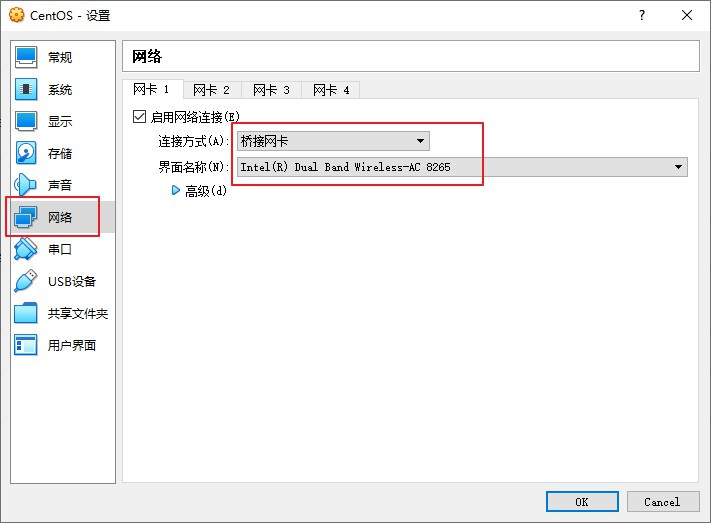 CentOS - 设置
?
常规
系统
显示
存储
声音
网络
串口
USB设备
共享文件夹
用户界面
网络
网卡 1 网卡 2 网卡 3 网卡 4
启用网络连接(E)
连接方式(A): 桥接网卡
界面名称(N): Intel(R) Dual Band Wireless-AC 8265
高级(d)
OK Cancel